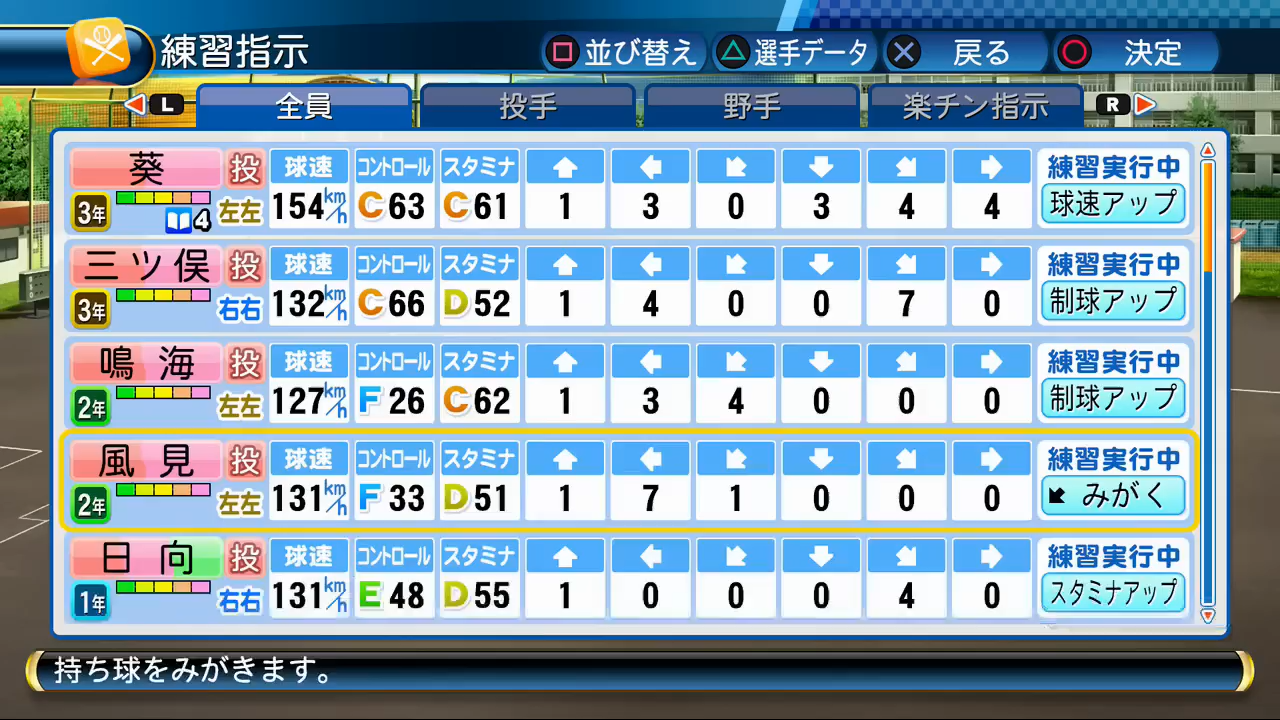 練習指示 並び替え 選手データ 戻る 決定
L 全員 投手 野手 楽チン指示 R
葵 投 球速 コントロール スタミナ ↑ ← ↙ ↓ ↘ → 練習実行中
3年 4 左左 154km/h C63 C61 1 3 0 3 4 4 球速アップ
三ツ俣 投 球速 コントロール スタミナ ↑ ← ↙ ↓ ↘ → 練習実行中
3年 右右 132km/h C66 D52 1 4 0 0 7 0 制球アップ
鳴海 投 球速 コントロール スタミナ ↑ ← ↙ ↓ ↘ → 練習実行中
2年 左左 127km/h F26 C62 1 3 4 0 0 0 制球アップ
風見 投 球速 コントロール スタミナ ↑ ← ↙ ↓ ↘ → 練習実行中
2年 左左 131km/h F33 D51 1 7 1 0 0 0 ↙ みがく
日向 投 球速 コントロール スタミナ ↑ ← ↙ ↓ ↘ → 練習実行中
1年 右右 131km/h E48 D55 1 0 0 0 4 0 スタミナアップ
持ち球をみがきます。